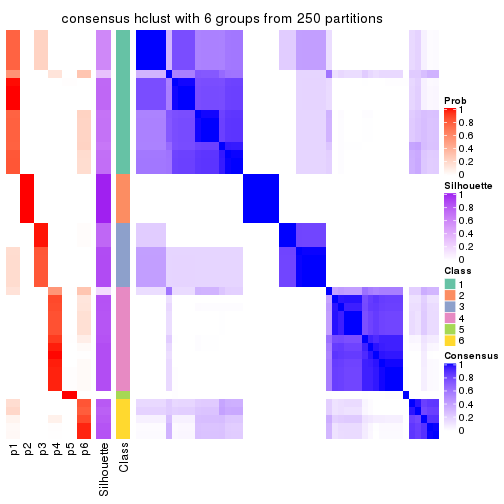 consensus hclust with 6 groups from 250 partitions
Prob
1
0.8
0.6
0.4
0.2
0
Silhouette
1
0.8
0.6
0.4
0.2
0
Class
1
2
3
4
5
6
Consensus
1
0.8
0.6
0.4
0.2
0
p1
p2
p3
p4
p5
p6
Silhouette
Class